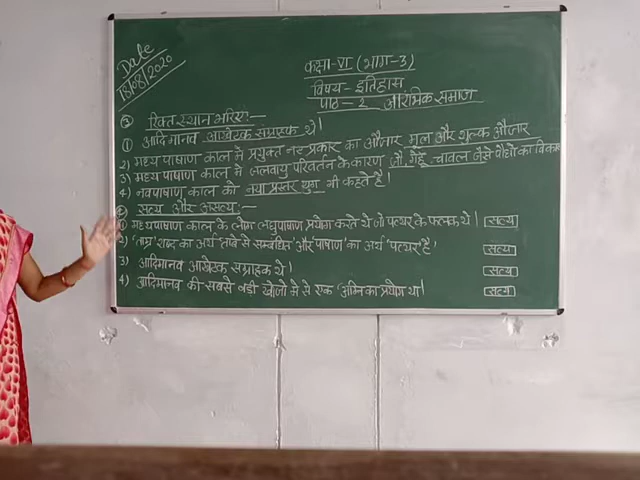 Date
13/08/2020
कक्षा-VI (भाग-3)
विषय-इतिहास
पाठ-2 आरंभिक समाज
रिक्त स्थान भरिए:-
① आदिमानव आखेटक संग्राहक थे।
2) मध्य पाषाण काल में प्रयुक्त नए प्रकार का औजार मूल और शुल्क औजार
3) मध्य पाषाण काल में जलवायु परिवर्तन के कारण जौ, गेहूँ, चावल जैसे पौधों का विकास
4) नवपाषाण काल को नया प्रस्तर युग भी कहते हैं।
सत्य और असत्य:-
① मध्यपाषाण काल के लोग लघुपाषाण प्रयोग करते थे जो पत्थर के फलक थे। सत्य
2) 'ताम्र' शब्द का अर्थ तांबे से सम्बंधित और 'पाषाण' का अर्थ 'पत्थर' है। सत्य
3) आदिमानव आखेटक संग्राहक थे। सत्य
4) आदिमानव की सबसे बड़ी खोजों में से एक 'अग्नि का प्रयोग था। सत्य